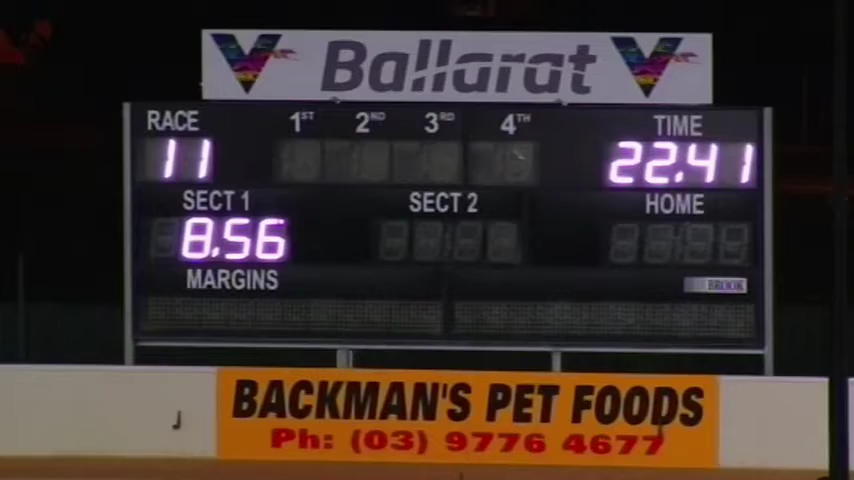 Ballarat
RACE 1ST 2ND 3RD 4TH TIME
11 22.41
SECT 1 SECT 2 HOME
8.56
MARGINS BROOK
BACKMAN'S PET FOODS
Ph: (03) 9776 4677